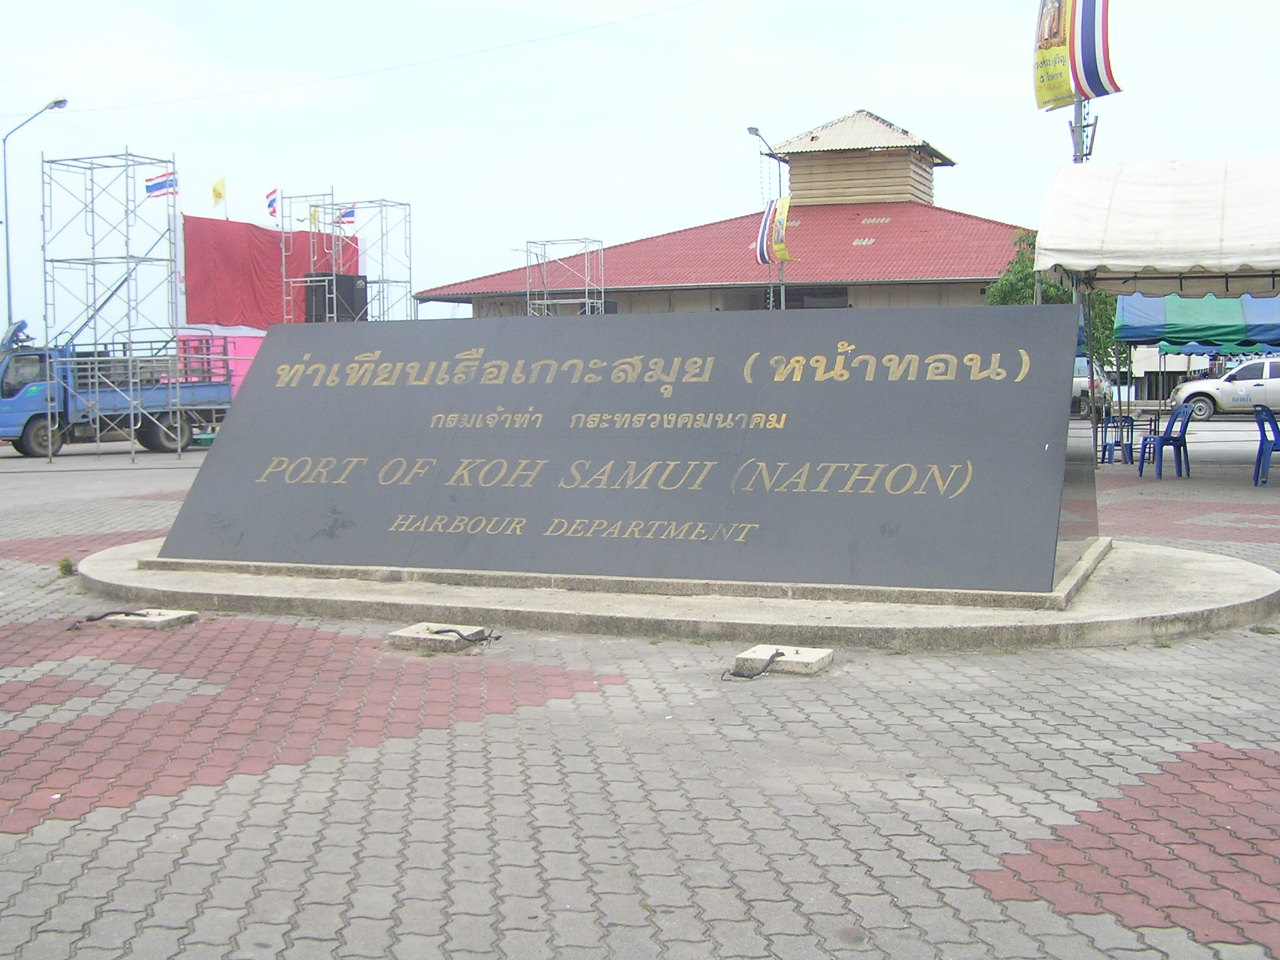 ท่าเทียบเรือเกาะสมุย (หน้าทอน)
กรมเจ้าท่า กระทรวงคมนาคม
PORT OF KOH SAMUI (NATHON)
HARBOUR DEPARTMENT